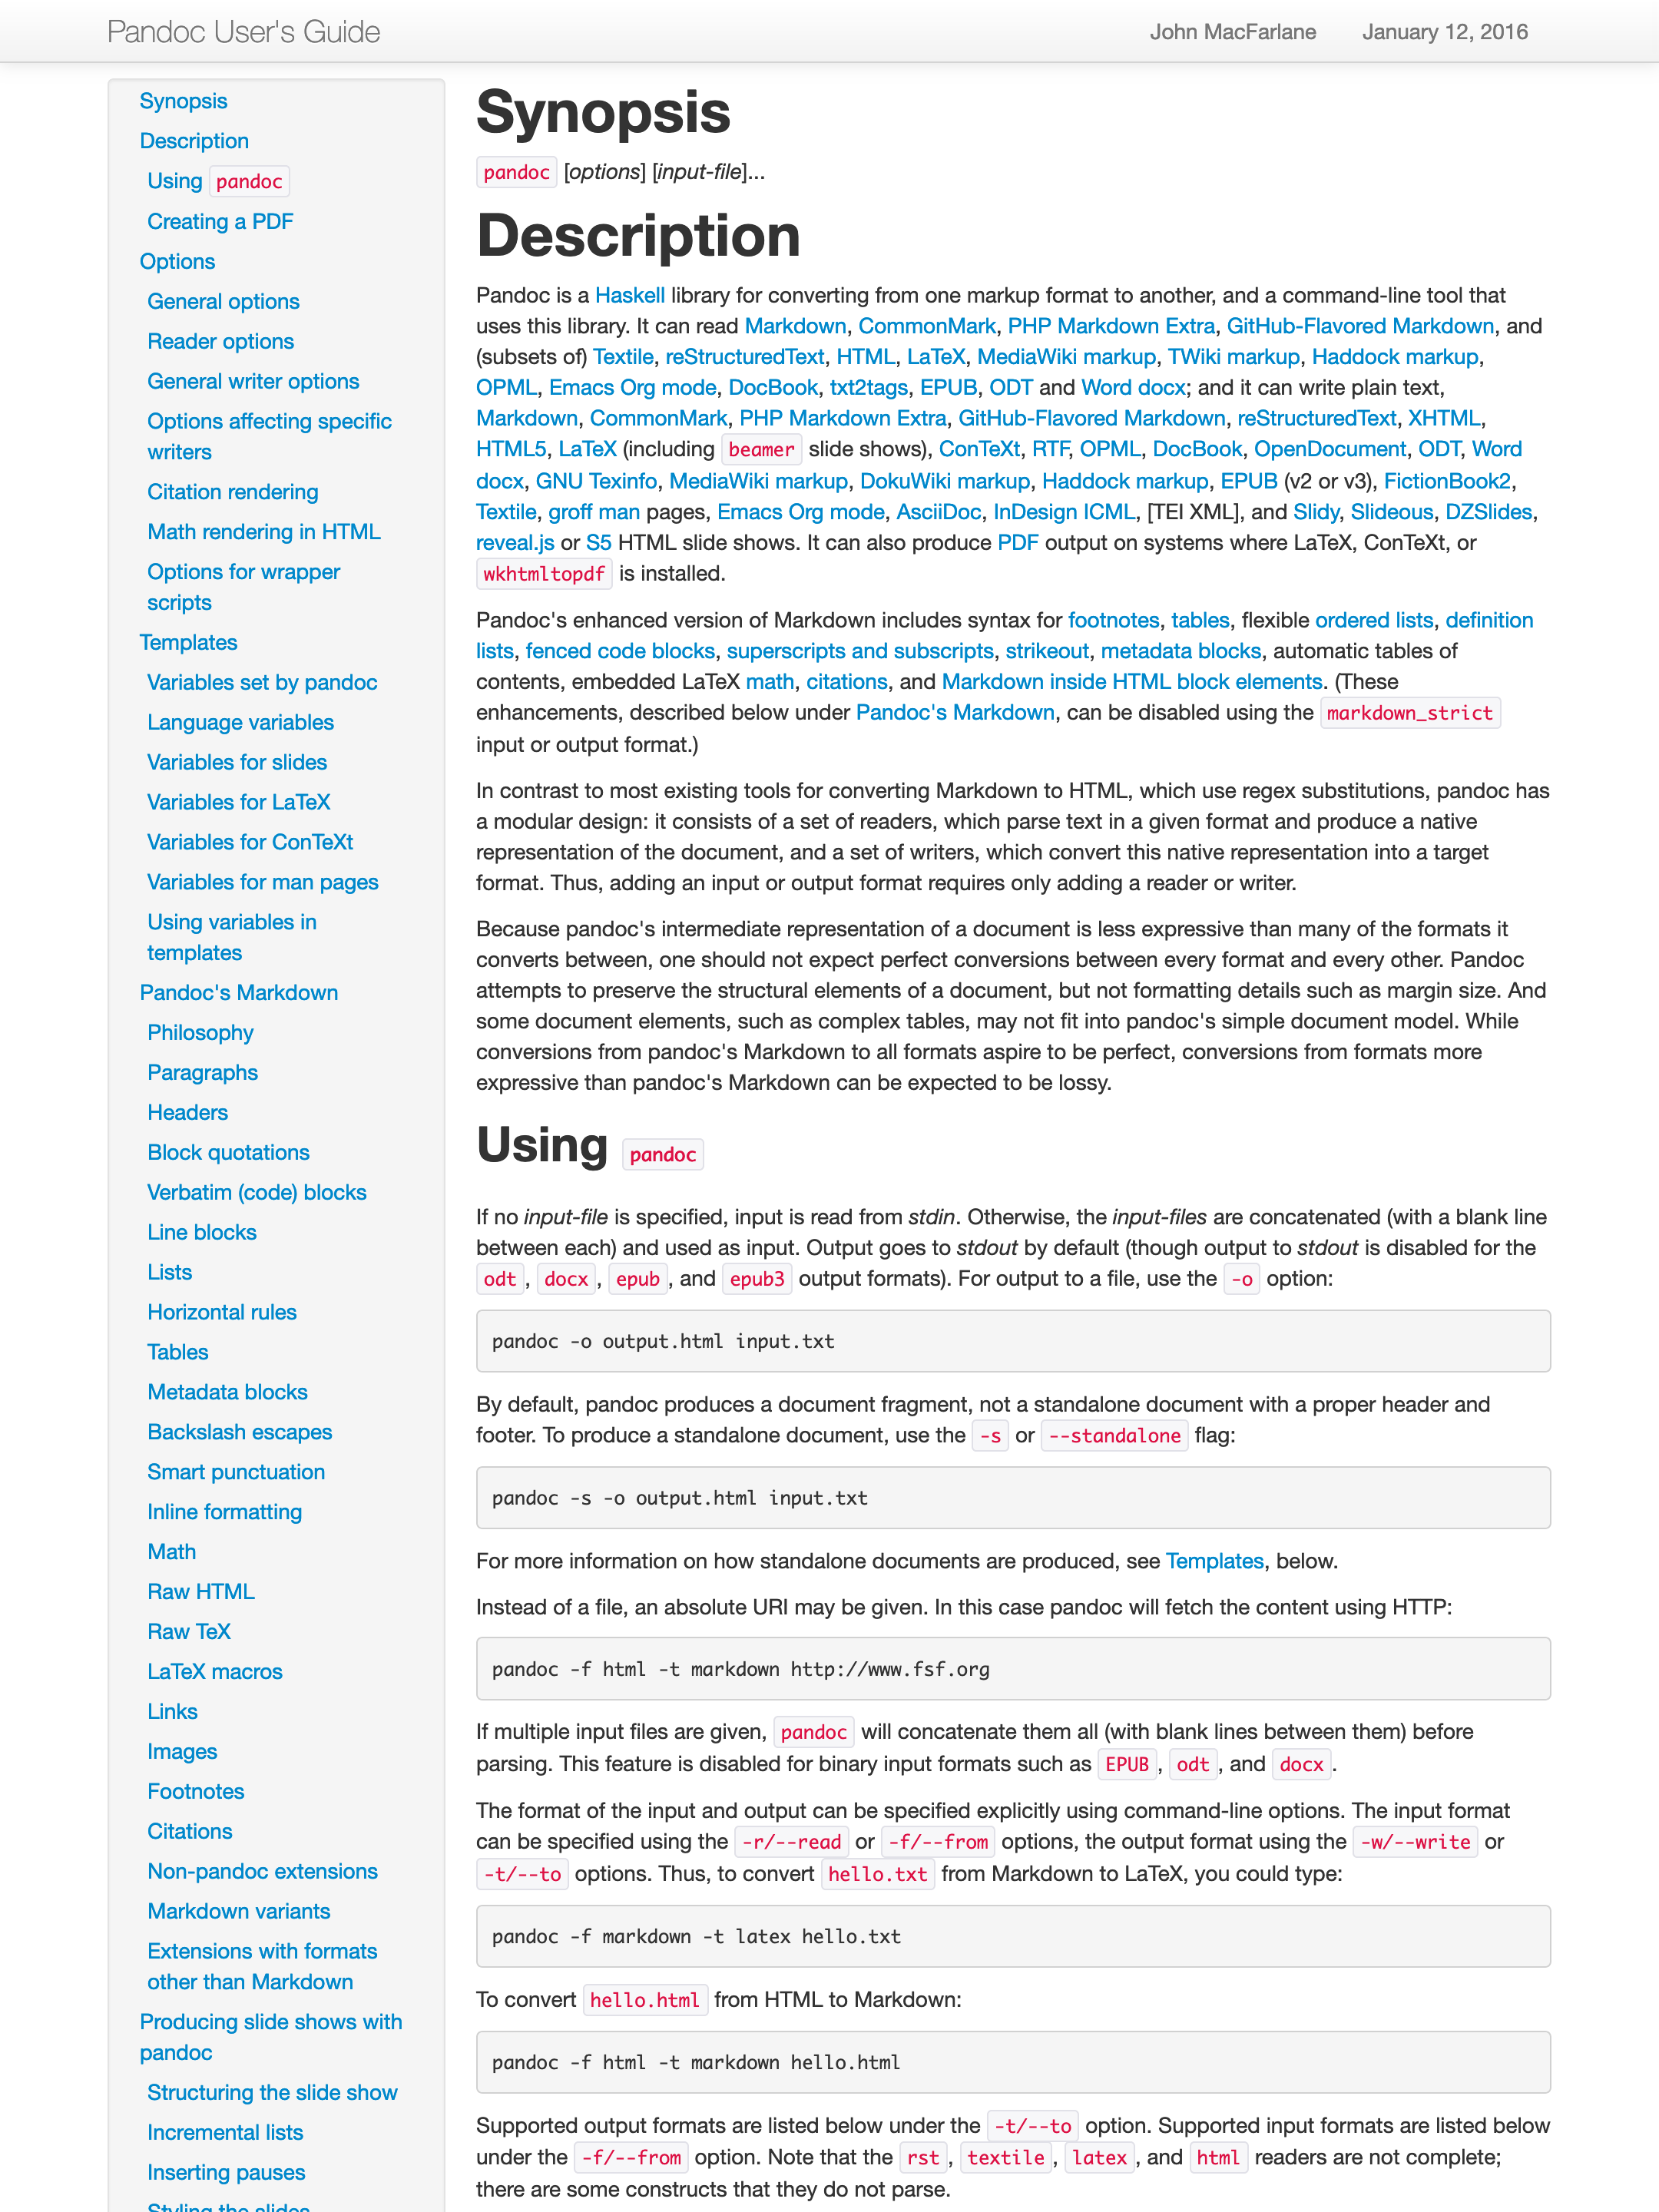 Pandoc User's Guide
John MacFarlane
January 12, 2016
Synopsis
Description
Using pandoc
Creating a PDF
Options
General options
Reader options
General writer options
Options affecting specific
writers
Citation rendering
Math rendering in HTML
Options for wrapper
scripts
Templates
Variables set by pandoc
Language variables
Variables for slides
Variables for LaTeX
Variables for ConTeXt
Variables for man pages
Using variables in
templates
Pandoc's Markdown
Philosophy
Paragraphs
Headers
Block quotations
Verbatim (code) blocks
Line blocks
Lists
Horizontal rules
Tables
Metadata blocks
Backslash escapes
Smart punctuation
Inline formatting
Math
Raw HTML
Raw TeX
LaTeX macros
Links
Images
Footnotes
Citations
Non-pandoc extensions
Markdown variants
Extensions with formats
other than Markdown
Producing slide shows with
pandoc
Structuring the slide show
Incremental lists
Inserting pauses
Styling the slides
Synopsis
pandoc [options] [input-file]...
Description
Pandoc is a Haskell library for converting from one markup format to another, and a command-line tool that
uses this library. It can read Markdown, CommonMark, PHP Markdown Extra, GitHub-Flavored Markdown, and
(subsets of) Textile, reStructuredText, HTML, LaTeX, MediaWiki markup, TWiki markup, Haddock markup,
OPML, Emacs Org mode, DocBook, txt2tags, EPUB, ODT and Word docx; and it can write plain text,
Markdown, CommonMark, PHP Markdown Extra, GitHub-Flavored Markdown, reStructuredText, XHTML,
HTML5, LaTeX (including beamer slide shows), ConTeXt, RTF, OPML, DocBook, OpenDocument, ODT, Word
docx, GNU Texinfo, MediaWiki markup, DokuWiki markup, Haddock markup, EPUB (v2 or v3), FictionBook2,
Textile, groff man pages, Emacs Org mode, AsciiDoc, InDesign ICML, [TEI XML], and Slidy, Slideous, DZSlides,
reveal.js or S5 HTML slide shows. It can also produce PDF output on systems where LaTeX, ConTeXt, or
wkhtmltopdf is installed.
Pandoc's enhanced version of Markdown includes syntax for footnotes, tables, flexible ordered lists, definition
lists, fenced code blocks, superscripts and subscripts, strikeout, metadata blocks, automatic tables of
contents, embedded LaTeX math, citations, and Markdown inside HTML block elements. (These
enhancements, described below under Pandoc's Markdown, can be disabled using the markdown_strict
input or output format.)
In contrast to most existing tools for converting Markdown to HTML, which use regex substitutions, pandoc has
a modular design: it consists of a set of readers, which parse text in a given format and produce a native
representation of the document, and a set of writers, which convert this native representation into a target
format. Thus, adding an input or output format requires only adding a reader or writer.
Because pandoc's intermediate representation of a document is less expressive than many of the formats it
converts between, one should not expect perfect conversions between every format and every other. Pandoc
attempts to preserve the structural elements of a document, but not formatting details such as margin size. And
some document elements, such as complex tables, may not fit into pandoc's simple document model. While
conversions from pandoc's Markdown to all formats aspire to be perfect, conversions from formats more
expressive than pandoc's Markdown can be expected to be lossy.
Using pandoc
If no input-file is specified, input is read from stdin. Otherwise, the input-files are concatenated (with a blank line
between each) and used as input. Output goes to stdout by default (though output to stdout is disabled for the
odt, docx, epub, and epub3 output formats). For output to a file, use the -o option:
pandoc -o output.html input.txt
By default, pandoc produces a document fragment, not a standalone document with a proper header and
footer. To produce a standalone document, use the -s or --standalone flag:
pandoc -s -o output.html input.txt
For more information on how standalone documents are produced, see Templates, below.
Instead of a file, an absolute URI may be given. In this case pandoc will fetch the content using HTTP:
pandoc -f html -t markdown http://www.fsf.org
If multiple input files are given, pandoc will concatenate them all (with blank lines between them) before
parsing. This feature is disabled for binary input formats such as EPUB, odt, and docx.
The format of the input and output can be specified explicitly using command-line options. The input format
can be specified using the -r/--read or -f/--from options, the output format using the -w/--write or
-t/--to options. Thus, to convert hello.txt from Markdown to LaTeX, you could type:
pandoc -f markdown -t latex hello.txt
To convert hello.html from HTML to Markdown:
pandoc -f html -t markdown hello.html
Supported output formats are listed below under the -t/--to option. Supported input formats are listed below
under the -f/--from option. Note that the rst, textile, latex, and html readers are not complete;
there are some constructs that they do not parse.